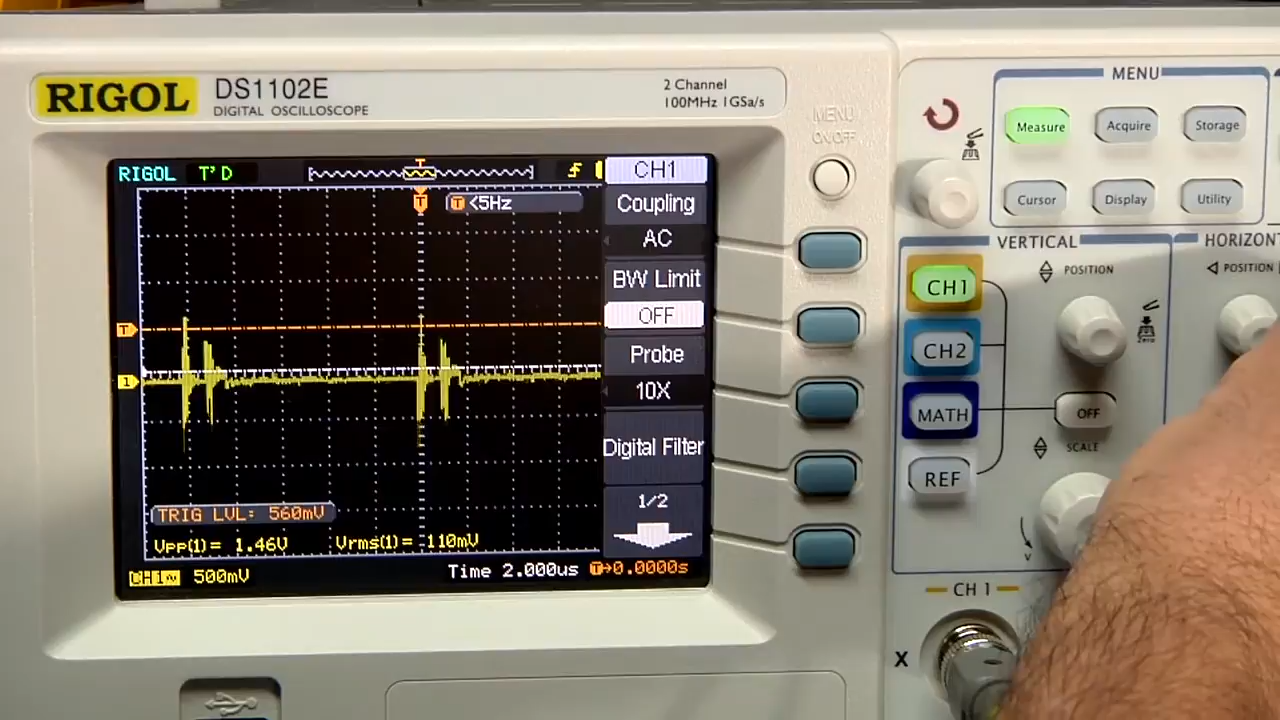 RIGOL
DS1102E
DIGITAL OSCILLOSCOPE
2 Channel
100MHz 1GSa/s
MENU
ON/OFF
RIGOL T'D
T
T
<5Hz
T
1
TRIG LVL: 560mV
Vpp(1)= 1.46V Vrms(1)= 110mV
CH1~ 500mV
Time 2.000us T→0.0000s
CH1
Coupling
AC
BW Limit
OFF
Probe
10X
Digital Filter
1/2
MENU
Measure
Acquire
Storage
Cursor
Display
Utility
VERTICAL
HORIZONT
CH1
POSITION
POSITION
Zero
CH2
MATH
OFF
SCALE
REF
V
CH 1
X